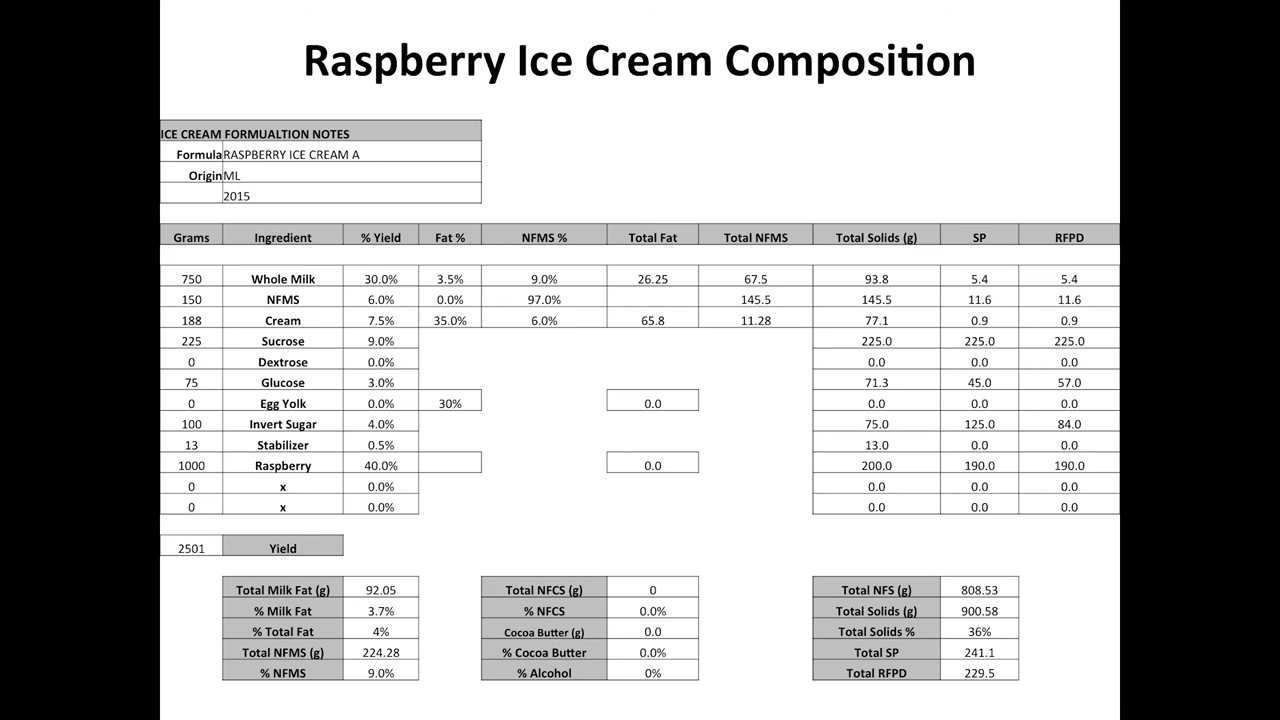 Raspberry Ice Cream Composition
ICE CREAM FORMUALTION NOTES
Formula RASPBERRY ICE CREAM A
Origin ML
2015
Grams Ingredient % Yield Fat % NFMS % Total Fat Total NFMS Total Solids (g) SP RFPD
750 Whole Milk 30.0% 3.5% 9.0% 26.25 67.5 93.8 5.4 5.4
150 NFMS 6.0% 0.0% 97.0% 145.5 145.5 11.6 11.6
188 Cream 7.5% 35.0% 6.0% 65.8 11.28 77.1 0.9 0.9
225 Sucrose 9.0% 225.0 225.0 225.0
0 Dextrose 0.0% 0.0 0.0 0.0
75 Glucose 3.0% 71.3 45.0 57.0
0 Egg Yolk 0.0% 30% 0.0 0.0 0.0 0.0
100 Invert Sugar 4.0% 75.0 125.0 84.0
13 Stabilizer 0.5% 13.0 0.0 0.0
1000 Raspberry 40.0% 0.0 200.0 190.0 190.0
0 x 0.0% 0.0 0.0 0.0
0 x 0.0% 0.0 0.0 0.0
2501 Yield
Total Milk Fat (g) 92.05 Total NFCS (g) 0 Total NFS (g) 808.53
% Milk Fat 3.7% % NFCS 0.0% Total Solids (g) 900.58
% Total Fat 4% Cocoa Butter (g) 0.0 Total Solids % 36%
Total NFMS (g) 224.28 % Cocoa Butter 0.0% Total SP 241.1
% NFMS 9.0% % Alcohol 0% Total RFPD 229.5